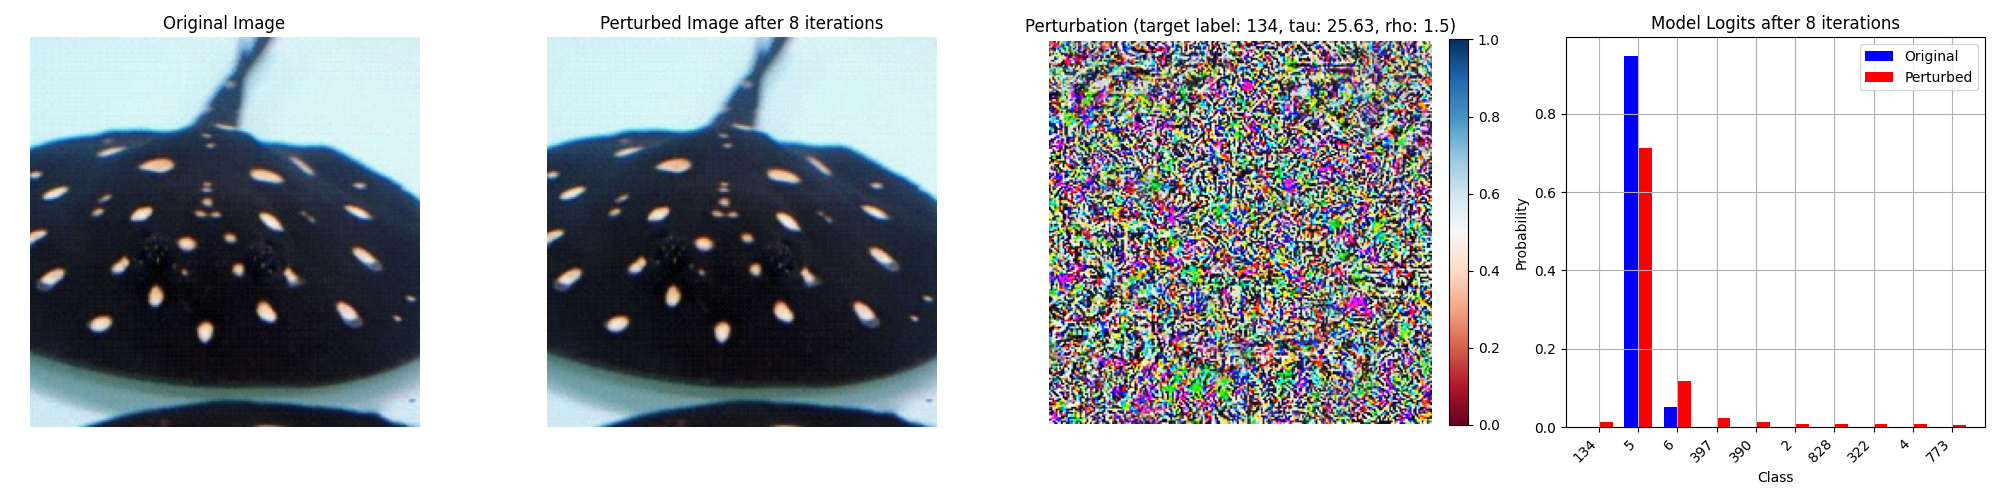 Original Image
Perturbed Image after 8 iterations
Perturbation (target label: 134, tau: 25.63, rho: 1.5)
1.0
0.8
0.6
0.4
0.2
0.0
Model Logits after 8 iterations
Original
Perturbed
Probability
0.8
0.6
0.4
0.2
0.0
134
5
6
397
390
2
828
322
4
773
Class